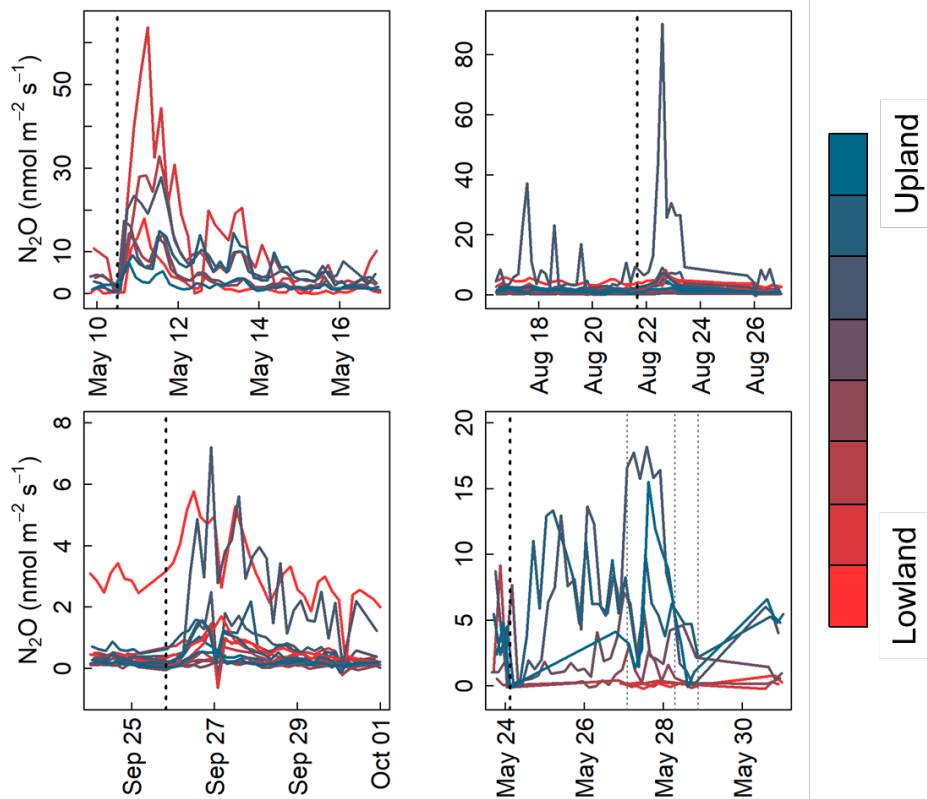 N₂O (nmol m⁻² s⁻¹)
0
10
30
50
May 10
May 12
May 14
May 16
0
20
40
60
80
Aug 18
Aug 20
Aug 22
Aug 24
Aug 26
N₂O (nmol m⁻² s⁻¹)
0
2
4
6
8
Sep 25
Sep 27
Sep 29
Oct 01
0
5
10
15
20
May 24
May 26
May 28
May 30
Upland
Lowland